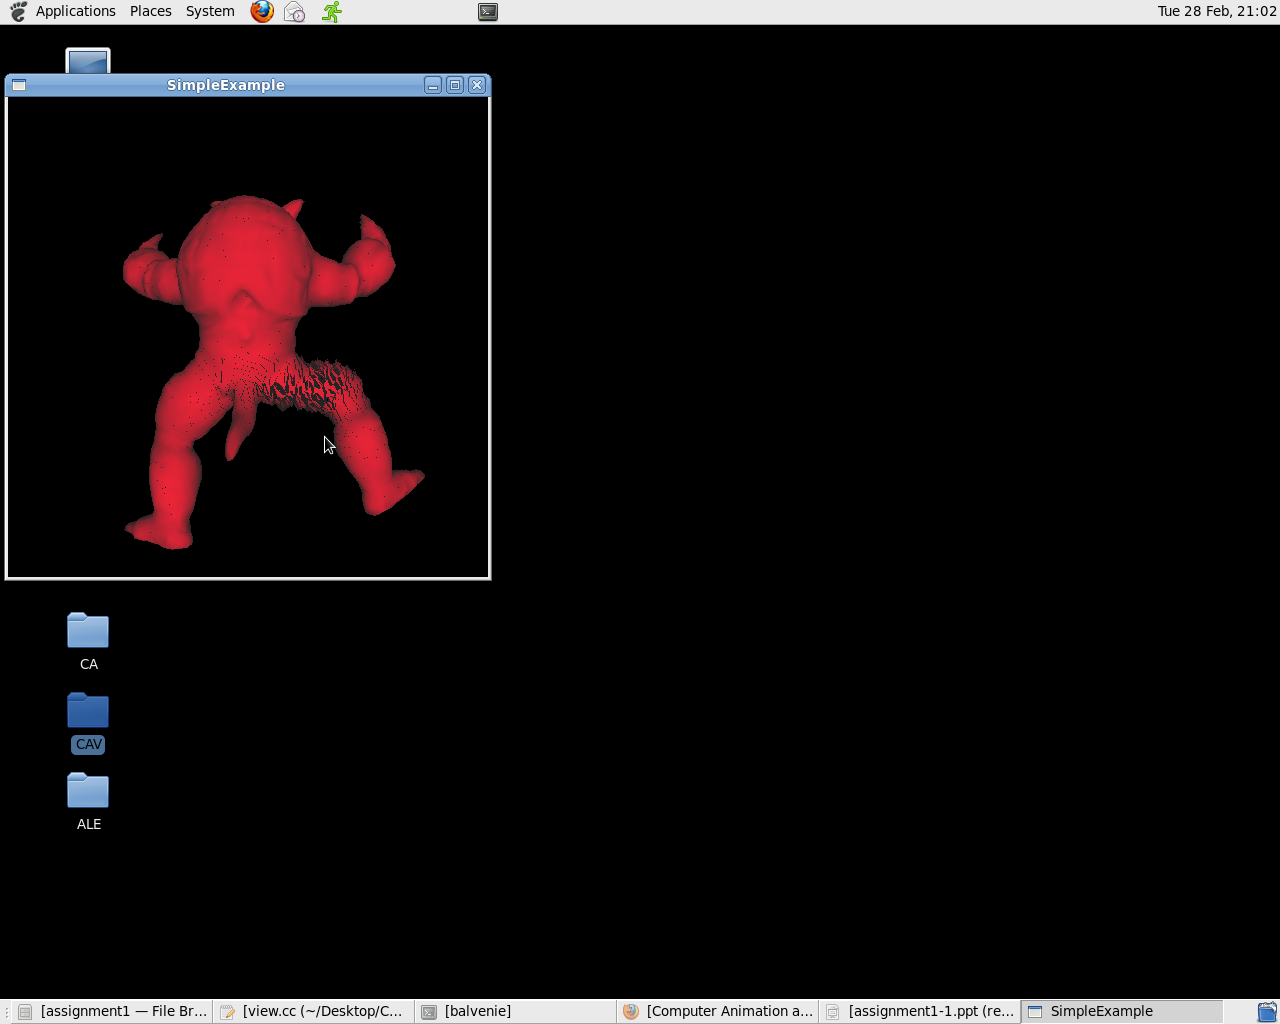 Applications Places System
Tue 28 Feb, 21:02
SimpleExample
CA
CAV
ALE
[assignment1 — File Br...
[view.cc (~/Desktop/C...
[balvenie]
[Computer Animation a...
[assignment1-1.ppt (re...
SimpleExample